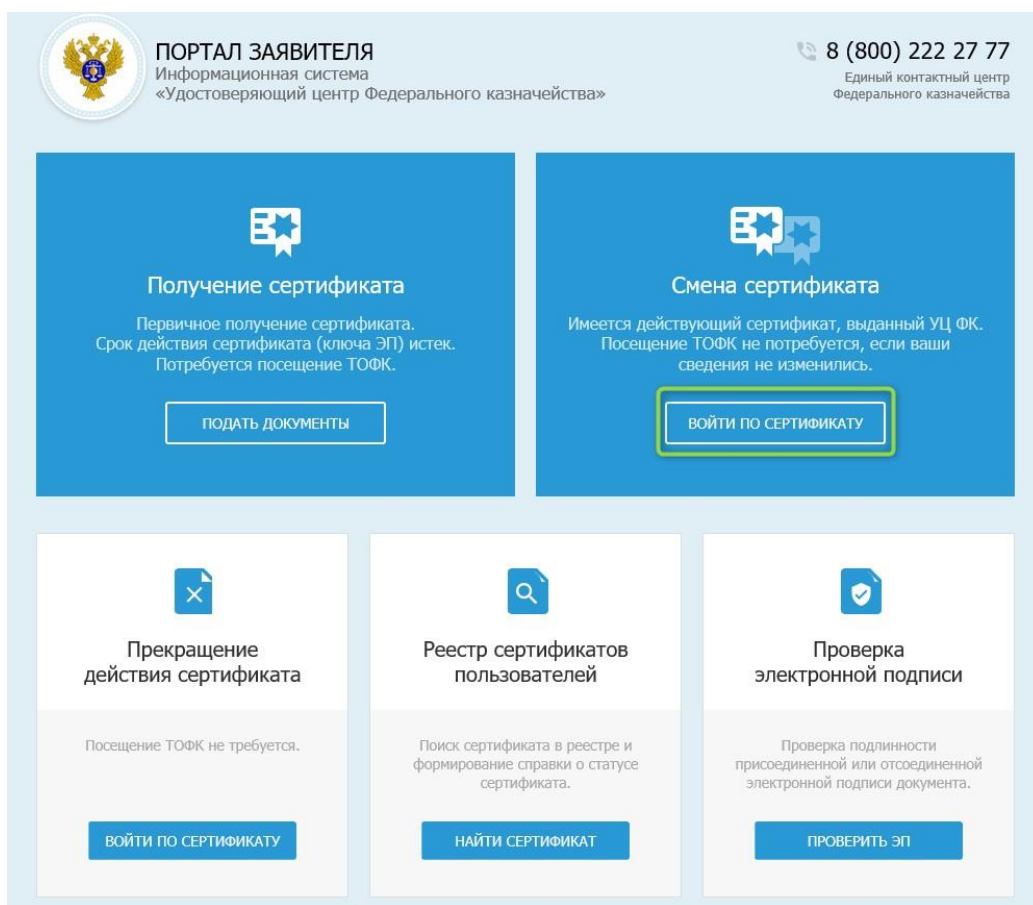 ПОРТАЛ ЗАЯВИТЕЛЯ
Информационная система
«Удостоверяющий центр Федерального казначейства»
8 (800) 222 27 77
Единый контактный центр
Федерального казначейства
Получение сертификата
Первичное получение сертификата.
Срок действия сертификата (ключа ЭП) истек.
Потребуется посещение ТОФК.
ПОДАТЬ ДОКУМЕНТЫ
Смена сертификата
Имеется действующий сертификат, выданный УЦ ФК.
Посещение ТОФК не потребуется, если ваши
сведения не изменились.
ВОЙТИ ПО СЕРТИФИКАТУ
Прекращение
действия сертификата
Посещение ТОФК не требуется.
ВОЙТИ ПО СЕРТИФИКАТУ
Реестр сертификатов
пользователей
Поиск сертификата в реестре и
формирование справки о статусе
сертификата.
НАЙТИ СЕРТИФИКАТ
Проверка
электронной подписи
Проверка подлинности
присоединенной или отсоединенной
электронной подписи документа.
ПРОВЕРИТЬ ЭП